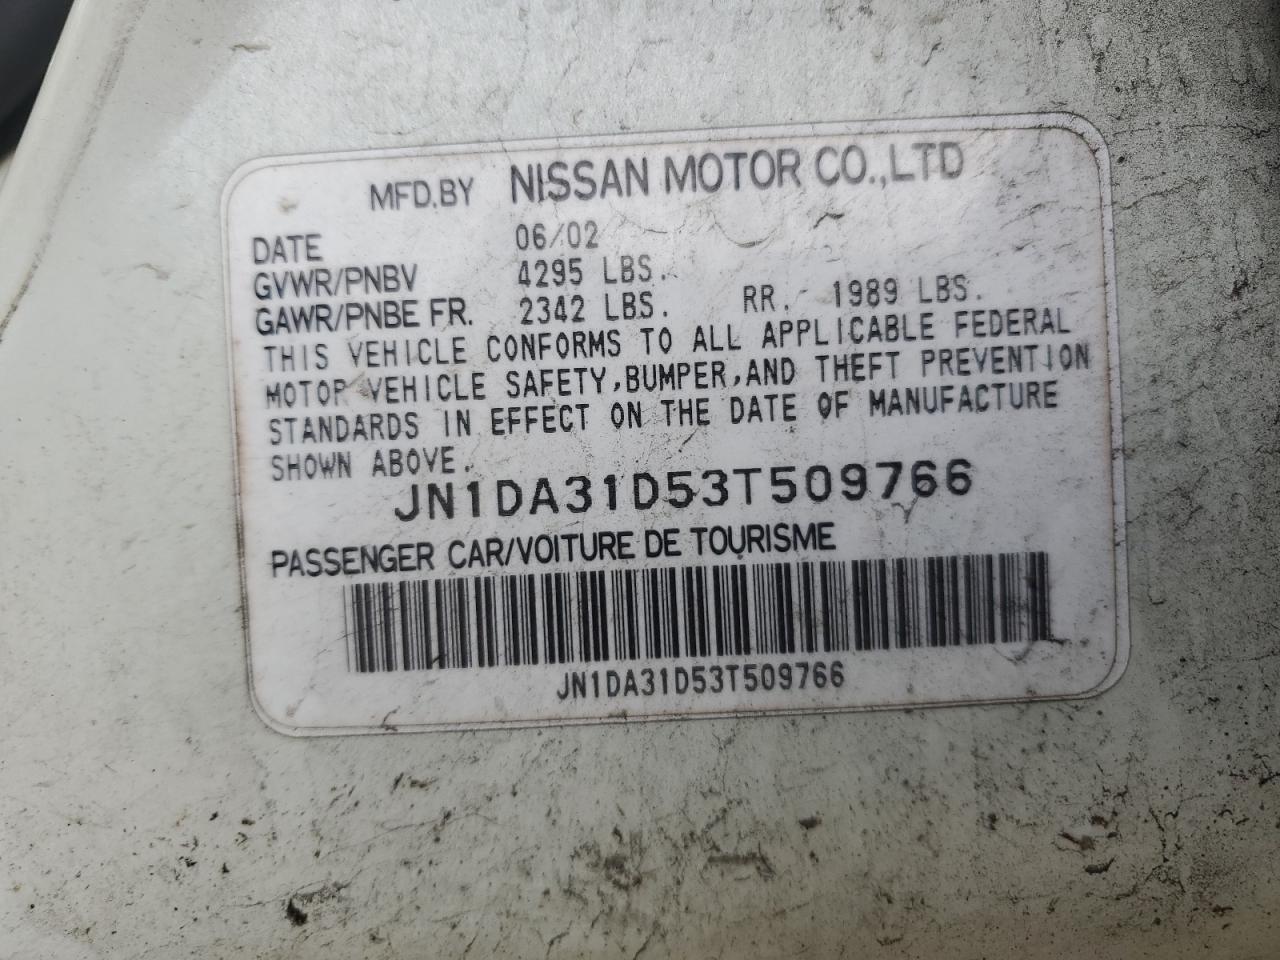 MFD.BY NISSAN MOTOR CO.,LTD
DATE 06/02
GVWR/PNBV 4295 LBS.
GAWR/PNBE FR. 2342 LBS. RR. 1989 LBS.
THIS VEHICLE CONFORMS TO ALL APPLICABLE FEDERAL
MOTOR VEHICLE SAFETY,BUMPER,AND THEFT PREVENTION
STANDARDS IN EFFECT ON THE DATE OF MANUFACTURE
SHOWN ABOVE.
JN1DA31D53T509766
PASSENGER CAR/VOITURE DE TOURISME
JN1DA31D53T509766